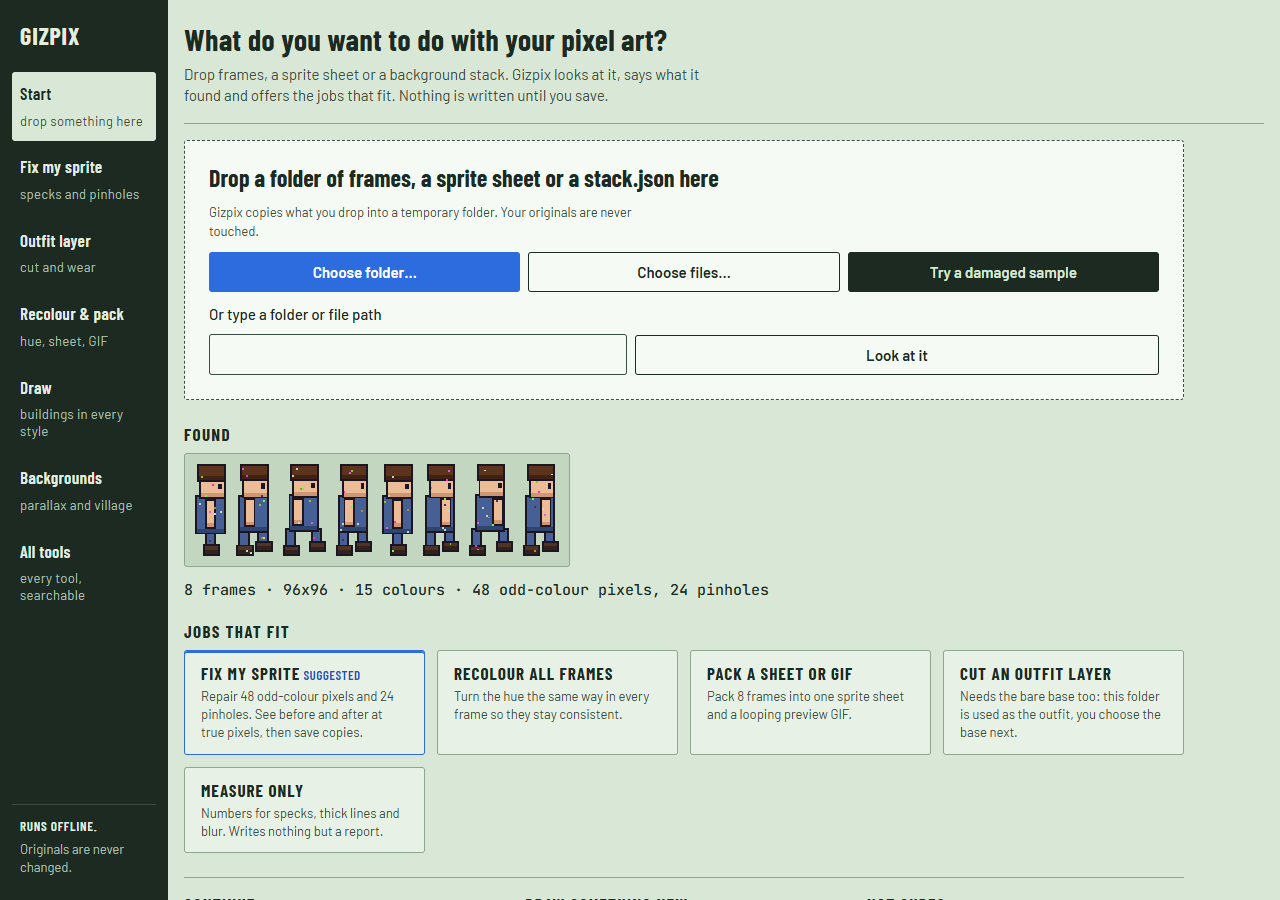 GIZPIX
Start
drop something here
Fix my sprite
specks and pinholes
Outfit layer
cut and wear
Recolour & pack
hue, sheet, GIF
Draw
buildings in every
style
Backgrounds
parallax and village
All tools
every tool,
searchable
RUNS OFFLINE.
Originals are never
changed.
What do you want to do with your pixel art?
Drop frames, a sprite sheet or a background stack. Gizpix looks at it, says what it
found and offers the jobs that fit. Nothing is written until you save.
Drop a folder of frames, a sprite sheet or a stack.json here
Gizpix copies what you drop into a temporary folder. Your originals are never
touched.
Choose folder...
Choose files...
Try a damaged sample
Or type a folder or file path
Look at it
FOUND
8 frames · 96x96 · 15 colours · 48 odd-colour pixels, 24 pinholes
JOBS THAT FIT
FIX MY SPRITE SUGGESTED
Repair 48 odd-colour pixels and 24
pinholes. See before and after at
true pixels, then save copies.
RECOLOUR ALL FRAMES
Turn the hue the same way in every
frame so they stay consistent.
PACK A SHEET OR GIF
Pack 8 frames into one sprite sheet
and a looping preview GIF.
CUT AN OUTFIT LAYER
Needs the bare base too: this folder
is used as the outfit, you choose the
base next.
MEASURE ONLY
Numbers for specks, thick lines and
blur. Writes nothing but a report.